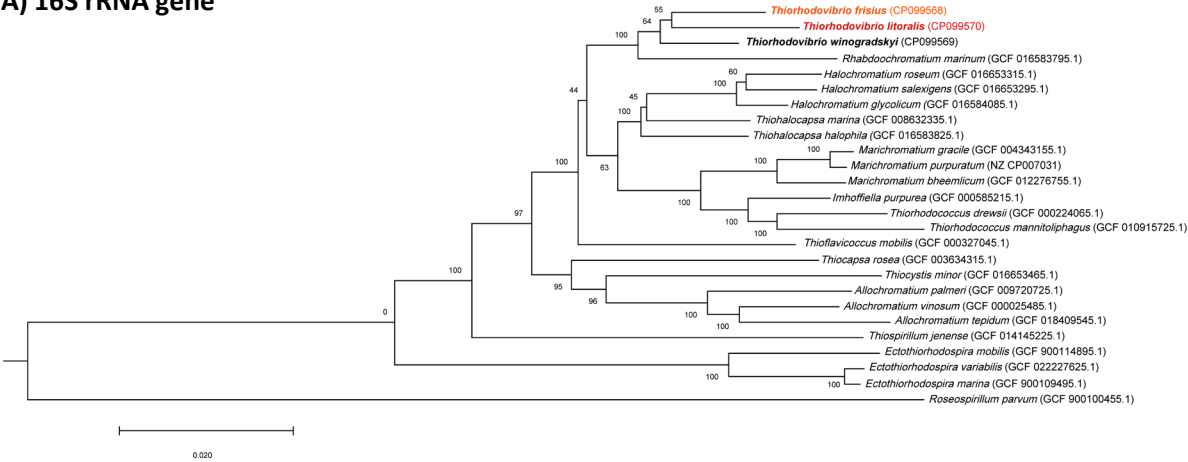 A) 16S rRNA gene
55
Thiorhodovibrio frisius (CP099568)
64
Thiorhodovibrio litoralis (CP099570)
100
Thiorhodovibrio winogradskyi (CP099569)
Rhabdochromatium marinum (GCF 016583795.1)
60
Halochromatium roseum (GCF 016653315.1)
100
Halochromatium salexigens (GCF 016653295.1)
44
45
Halochromatium glycolicum (GCF 016584085.1)
100
Thiohalocapsa marina (GCF 008632335.1)
Thiohalocapsa halophila (GCF 016583825.1)
100
Marichromatium gracile (GCF 004343155.1)
100
100
63
Marichromatium purpuratum (NZ CP007031)
Marichromatium bheemlicum (GCF 012276755.1)
100
Imhoffiella purpurea (GCF 000585215.1)
97
100
Thiorhodococcus drewsii (GCF 000224065.1)
100
Thiorhodococcus mannitoliphagus (GCF 010915725.1)
Thioflavicoccus mobilis (GCF 000327045.1)
Thiocapsa rosea (GCF 003634315.1)
100
95
Thiocystis minor (GCF 016653465.1)
96
Allochromatium palmeri (GCF 009720725.1)
0
100
Allochromatium vinosum (GCF 000025485.1)
100
Allochromatium tepidum (GCF 018409545.1)
Thiospirillum jenense (GCF 014145225.1)
Ectothiorhodospira mobilis (GCF 900114895.1)
100
Ectothiorhodospira variabilis (GCF 022227625.1)
100
Ectothiorhodospira marina (GCF 900109495.1)
Roseospirillum parvum (GCF 900100455.1)
0.020